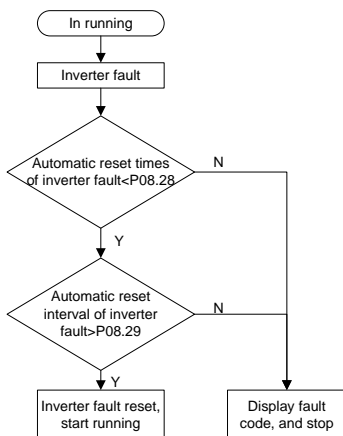 In running
Inverter fault
Automatic reset times
of inverter fault<P08.28
N
Y
Automatic reset
interval of inverter
fault>P08.29
N
Y
Inverter fault reset,
start running
Display fault
code, and stop